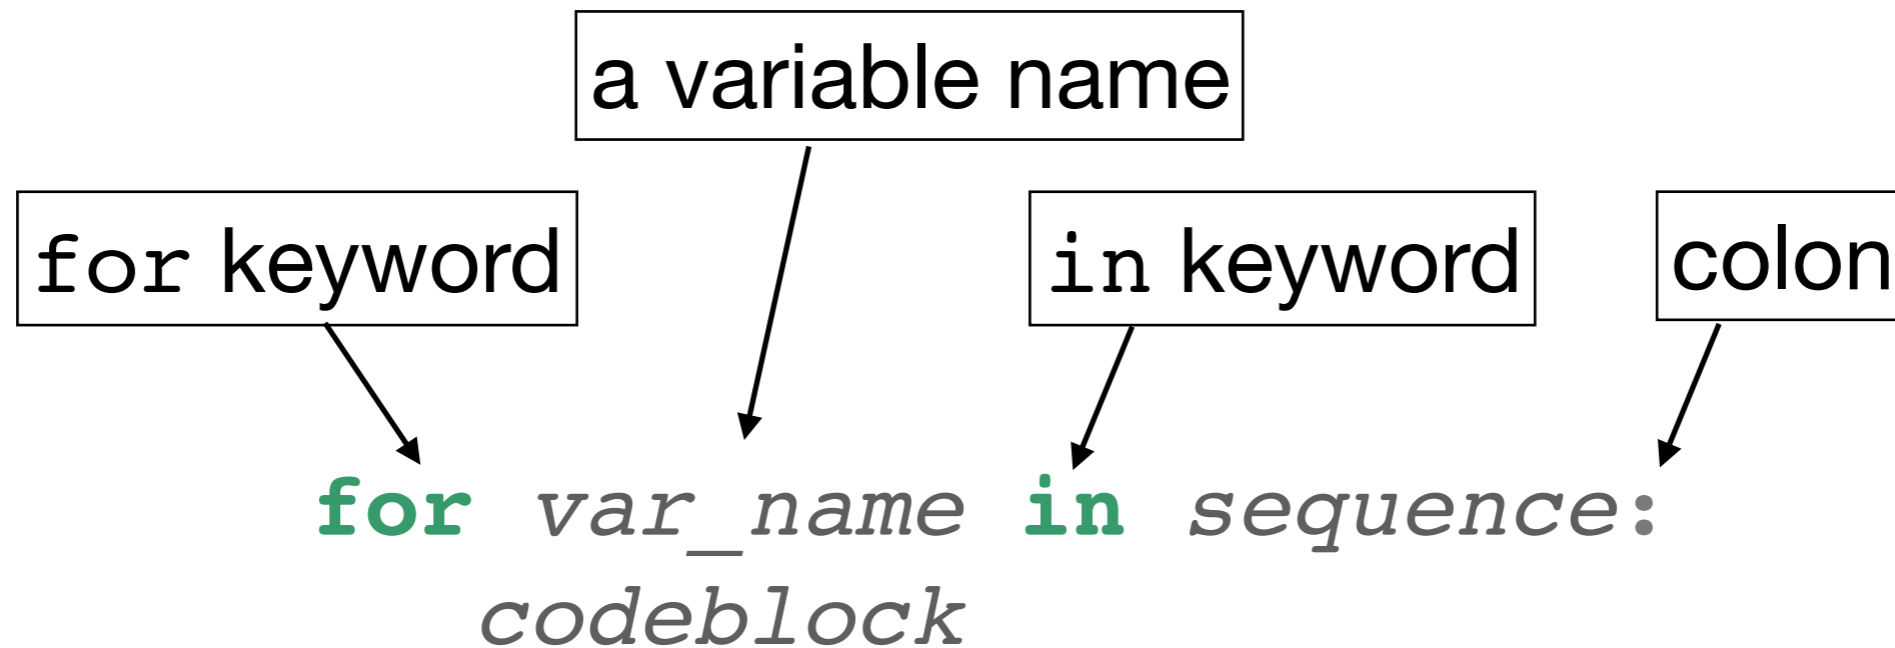 a variable name
for keyword
in keyword
colon
for var_name in sequence:
codeblock